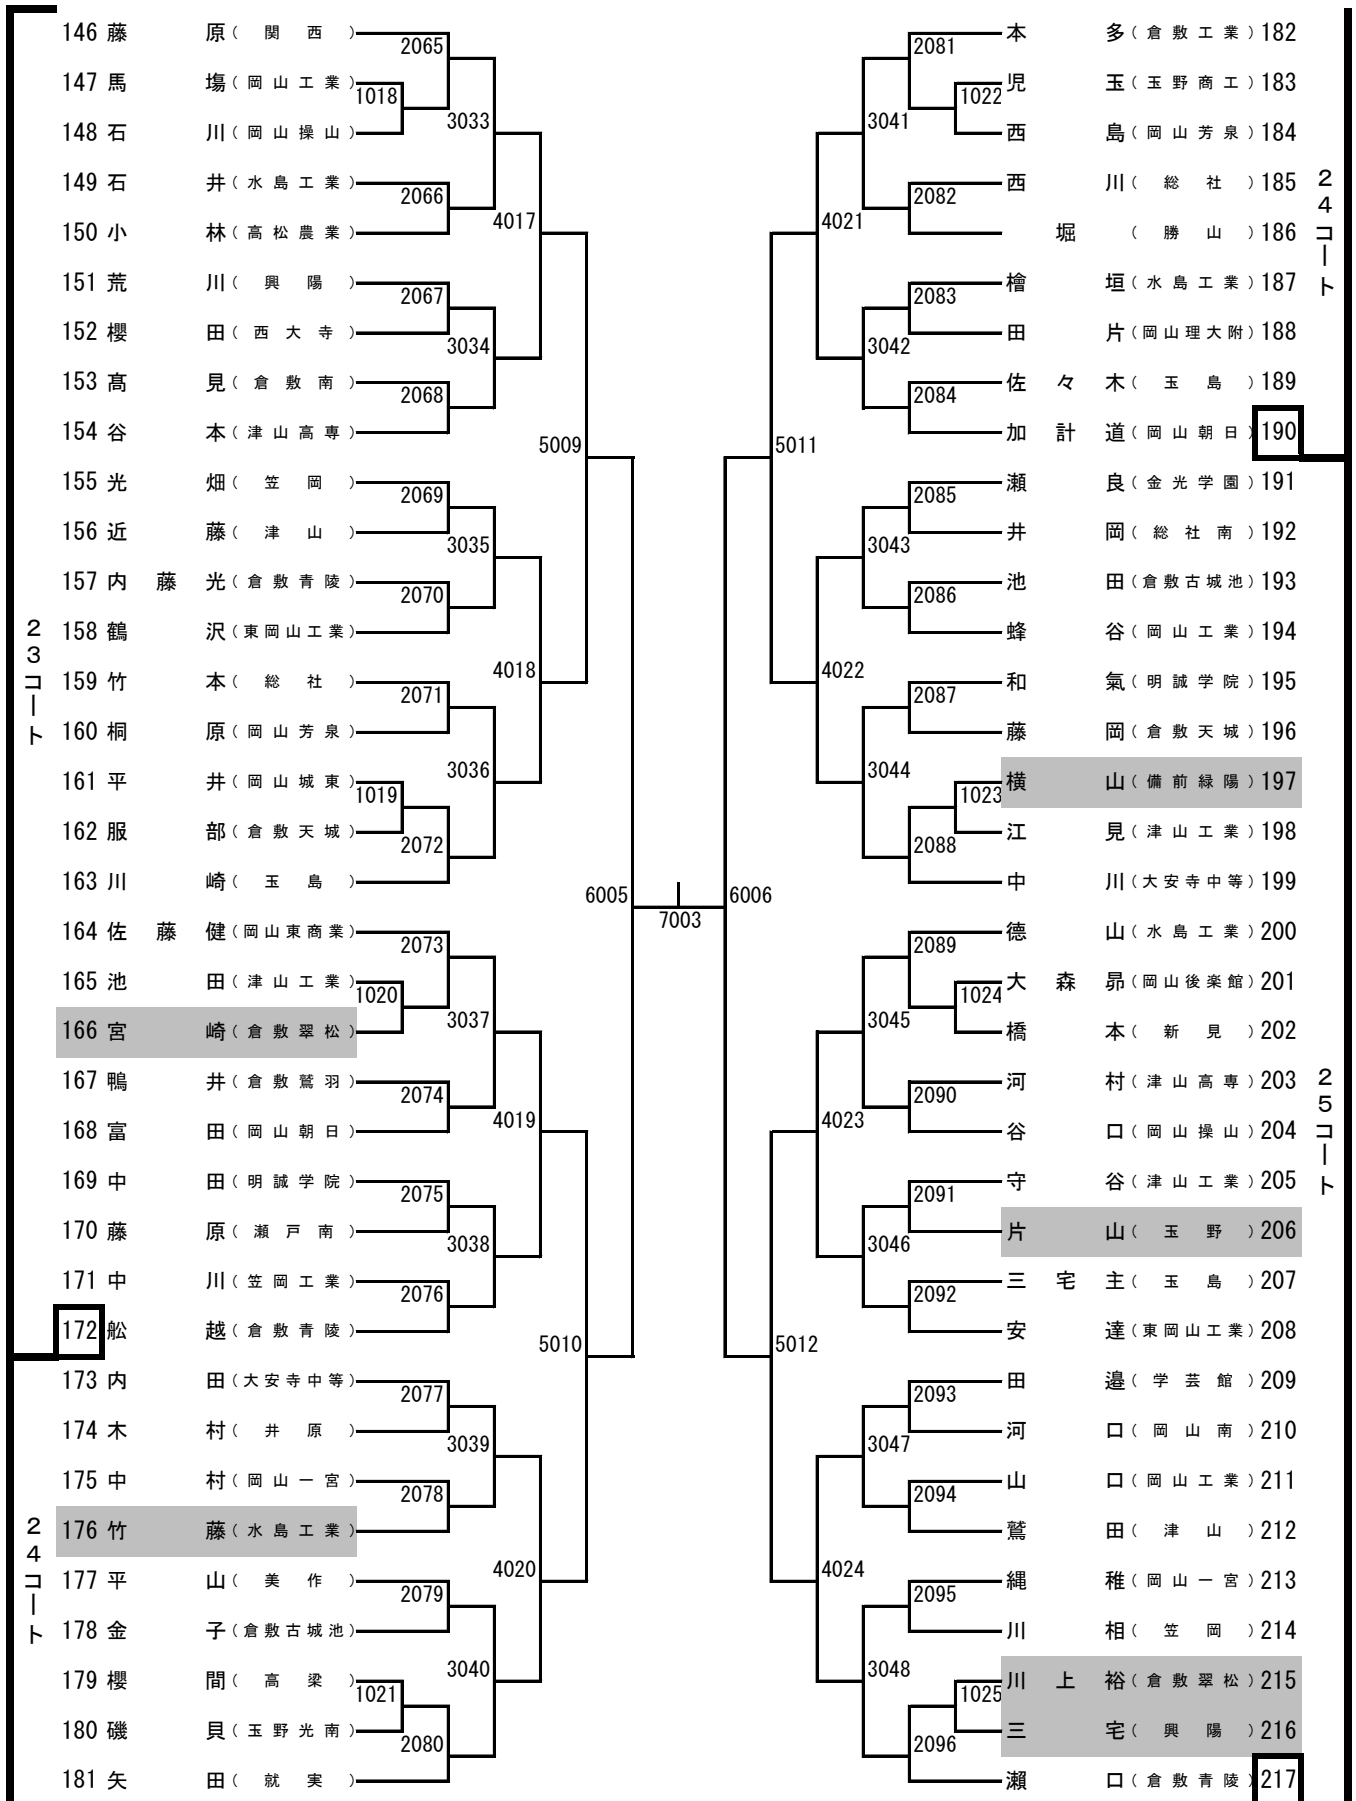 146 藤原(関西)
147 馬塲(岡山工業)
148 石川(岡山操山)
149 石井(水島工業)
150 小林(高松農業)
151 荒川(興陽)
152 櫻田(西大寺)
153 髙見(倉敷南)
154 谷本(津山高専)
155 光畑(笠岡)
156 近藤(津山)
157 内藤光(倉敷青陵)
158 鶴沢(東岡山工業)
159 竹本(総社)
160 桐原(岡山芳泉)
161 平井(岡山城東)
162 服部(倉敷天城)
163 川崎(玉島)
164 佐藤健(岡山東商業)
165 池田(津山工業)
166 宮崎(倉敷翠松)
167 鴨井(倉敷鷲羽)
168 富田(岡山朝日)
169 中田(明誠学院)
170 藤原(瀬戸南)
171 中川(笠岡工業)
172 舩越(倉敷青陵)
173 内田(大安寺中等)
174 木村(井原)
175 中村(岡山一宮)
176 竹藤(水島工業)
177 平山(美作)
178 金子(倉敷古城池)
179 櫻間(高梁)
180 磯貝(玉野光南)
181 矢田(就実)
23コート
24コート
1018
1019
1020
1021
2065
2066
2067
2068
2069
2070
2071
2072
2073
2074
2075
2076
2077
2078
2079
2080
3033
3034
3035
3036
3037
3038
3039
3040
4017
4018
4019
4020
5009
5010
6005
7003
6006
5011
5012
4021
4022
4023
4024
3041
3042
3043
3044
3045
3046
3047
3048
2081
2082
2083
2084
2085
2086
2087
2088
2089
2090
2091
2092
2093
2094
2095
2096
1022
1023
1024
1025
本多(倉敷工業)182
児玉(玉野商工)183
西島(岡山芳泉)184
西川(総社)185
堀(勝山)186
檜垣(水島工業)187
田片(岡山理大附)188
佐々木(玉島)189
加計道(岡山朝日)190
瀬良(金光学園)191
井岡(総社南)192
池田(倉敷古城池)193
蜂谷(岡山工業)194
和氣(明誠学院)195
藤岡(倉敷天城)196
横山(備前緑陽)197
江見(津山工業)198
中川(大安寺中等)199
德山(水島工業)200
大森昴(岡山後楽館)201
橋本(新見)202
河村(津山高専)203
谷口(岡山操山)204
守谷(津山工業)205
片山(玉野)206
三宅主(玉島)207
安達(東岡山工業)208
田邉(学芸館)209
河口(岡山南)210
山口(岡山工業)211
鷲田(津山)212
縄稚(岡山一宮)213
川相(笠岡)214
川上裕(倉敷翠松)215
三宅(興陽)216
瀨口(倉敷青陵)217
24コート
25コート